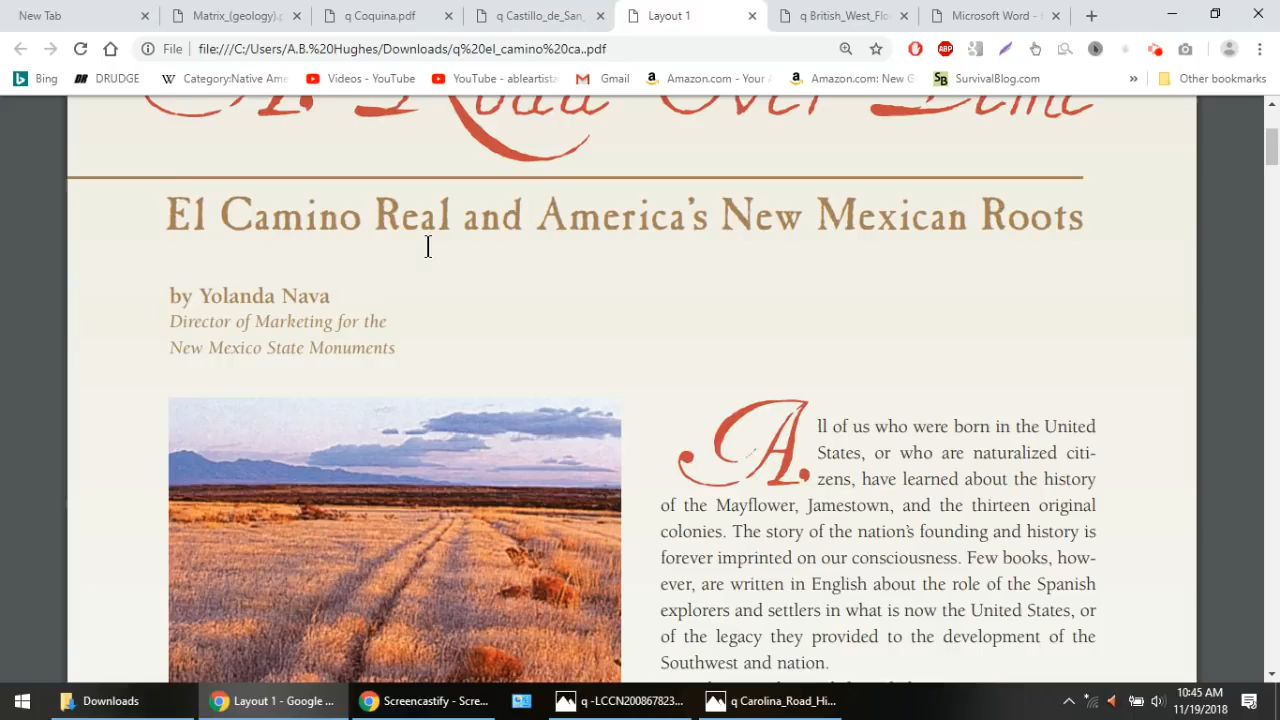 New Tab
Matrix_(geology).p
q Coquina.pdf
q Castillo_de_San_
Layout 1
q British_West_Flo
Microsoft Word -
File
file:///C:/Users/A.B.%20Hughes/Downloads/q%20el_camino%20ca..pdf
Bing
DRUDGE
Category:Native Ame
Videos - YouTube
YouTube - ableartista
Gmail
Amazon.com - Your A
Amazon.com: New G
SurvivalBlog.com
Other bookmarks
A Road Over Time
El Camino Real and America's New Mexican Roots
by Yolanda Nava
Director of Marketing for the
New Mexico State Monuments
All of us who were born in the United
States, or who are naturalized citi-
zens, have learned about the history
of the Mayflower, Jamestown, and the thirteen original
colonies. The story of the nation's founding and history is
forever imprinted on our consciousness. Few books, how-
ever, are written in English about the role of the Spanish
explorers and settlers in what is now the United States, or
of the legacy they provided to the development of the
Southwest and nation.
Downloads
Layout 1 - Google ...
Screencastify - Scre...
q -LCCN200867823...
q Carolina_Road_Hi...
10:45 AM
11/19/2018